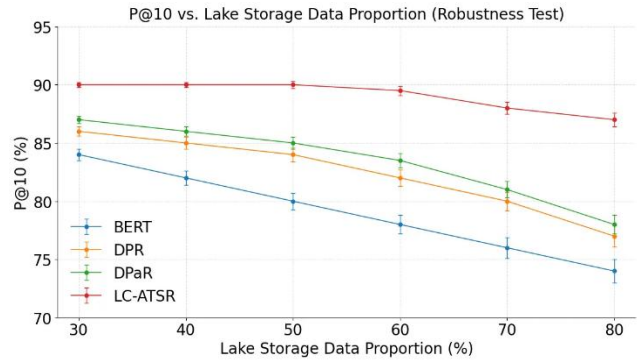 P@10 vs. Lake Storage Data Proportion (Robustness Test)
95
90
85
80
75
70
P@10 (%)
BERT
DPR
DPaR
LC-ATSR
30 40 50 60 70 80
Lake Storage Data Proportion (%)